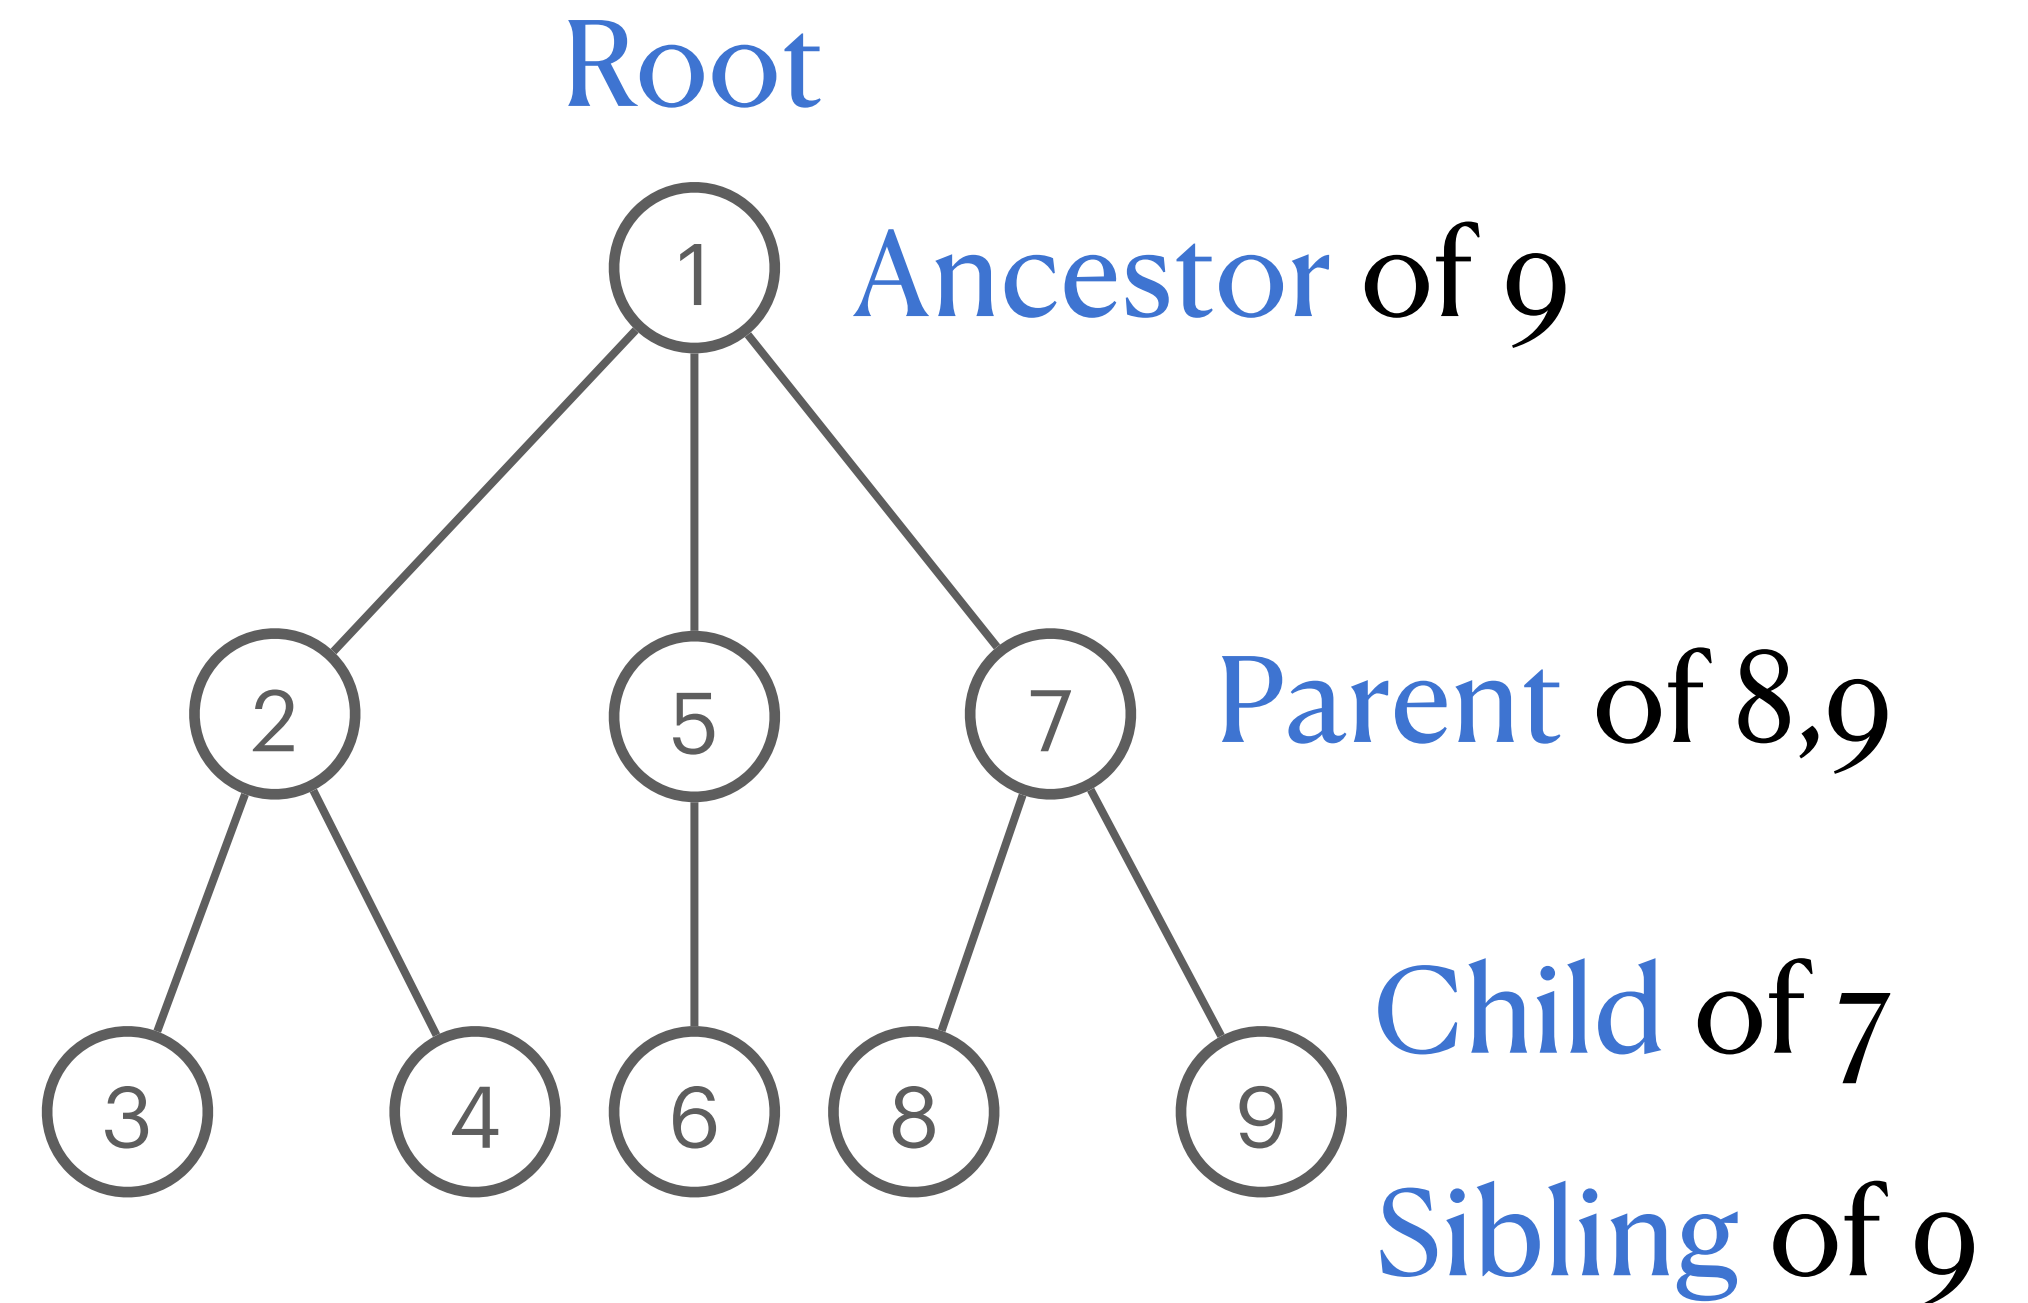 Root
1 Ancestor of 9
2 5 7 Parent of 8,9
Child of 7
3 4 6 8 9
Sibling of 9